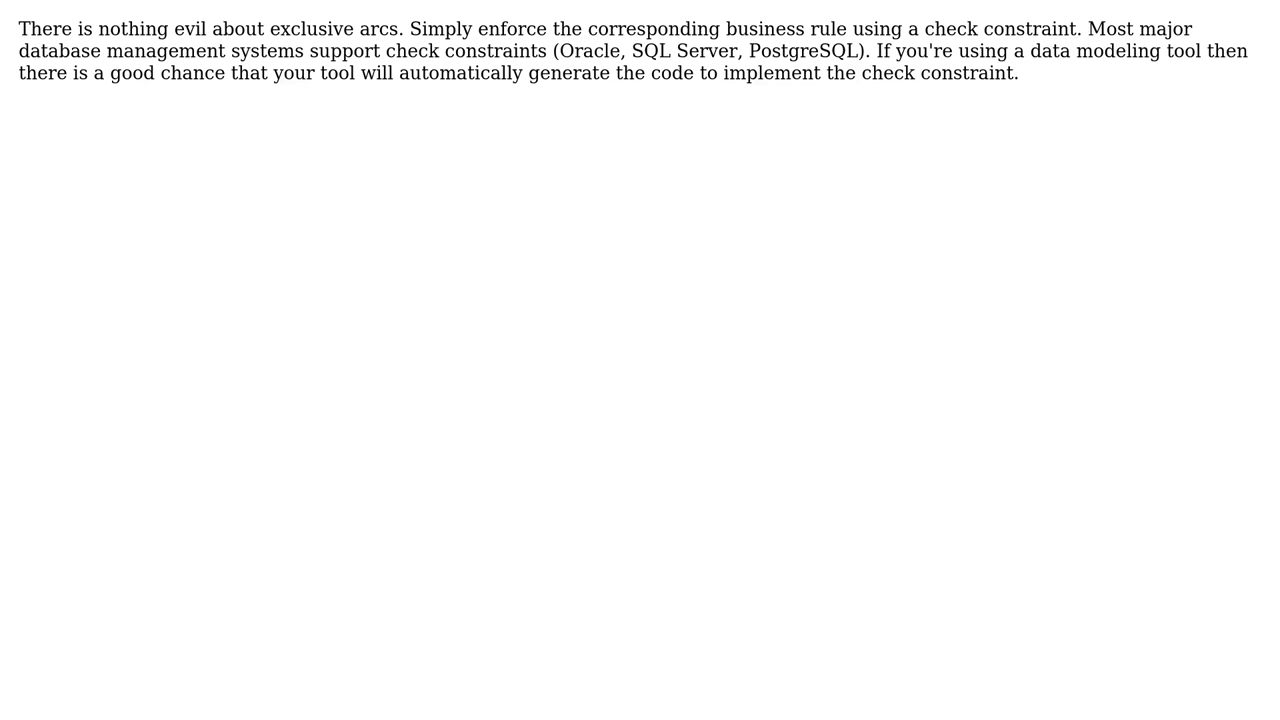 There is nothing evil about exclusive arcs. Simply enforce the corresponding business rule using a check constraint. Most major
database management systems support check constraints (Oracle, SQL Server, PostgreSQL). If you're using a data modeling tool then
there is a good chance that your tool will automatically generate the code to implement the check constraint.